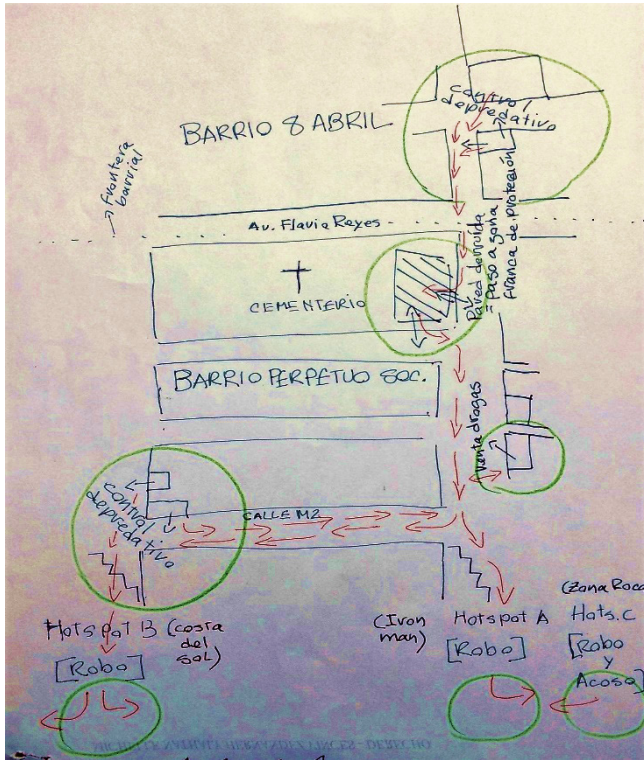 control
depredativo
BARRIO 8 ABRIL
→ frontera
barrial
Av. Flavio Reyes
Pared derruída
= Paso a zona
franca de protección
CEMENTERIO
BARRIO PERPETUO SOC.
Venta drogas
control
depredativo
CALLE M2
Hotspot B (costa
del
sol)
[Robo]
(Iron
man)
Hotspot A
[Robo]
(Zona Roca
Hots. C
[Robo
y
Acoso]